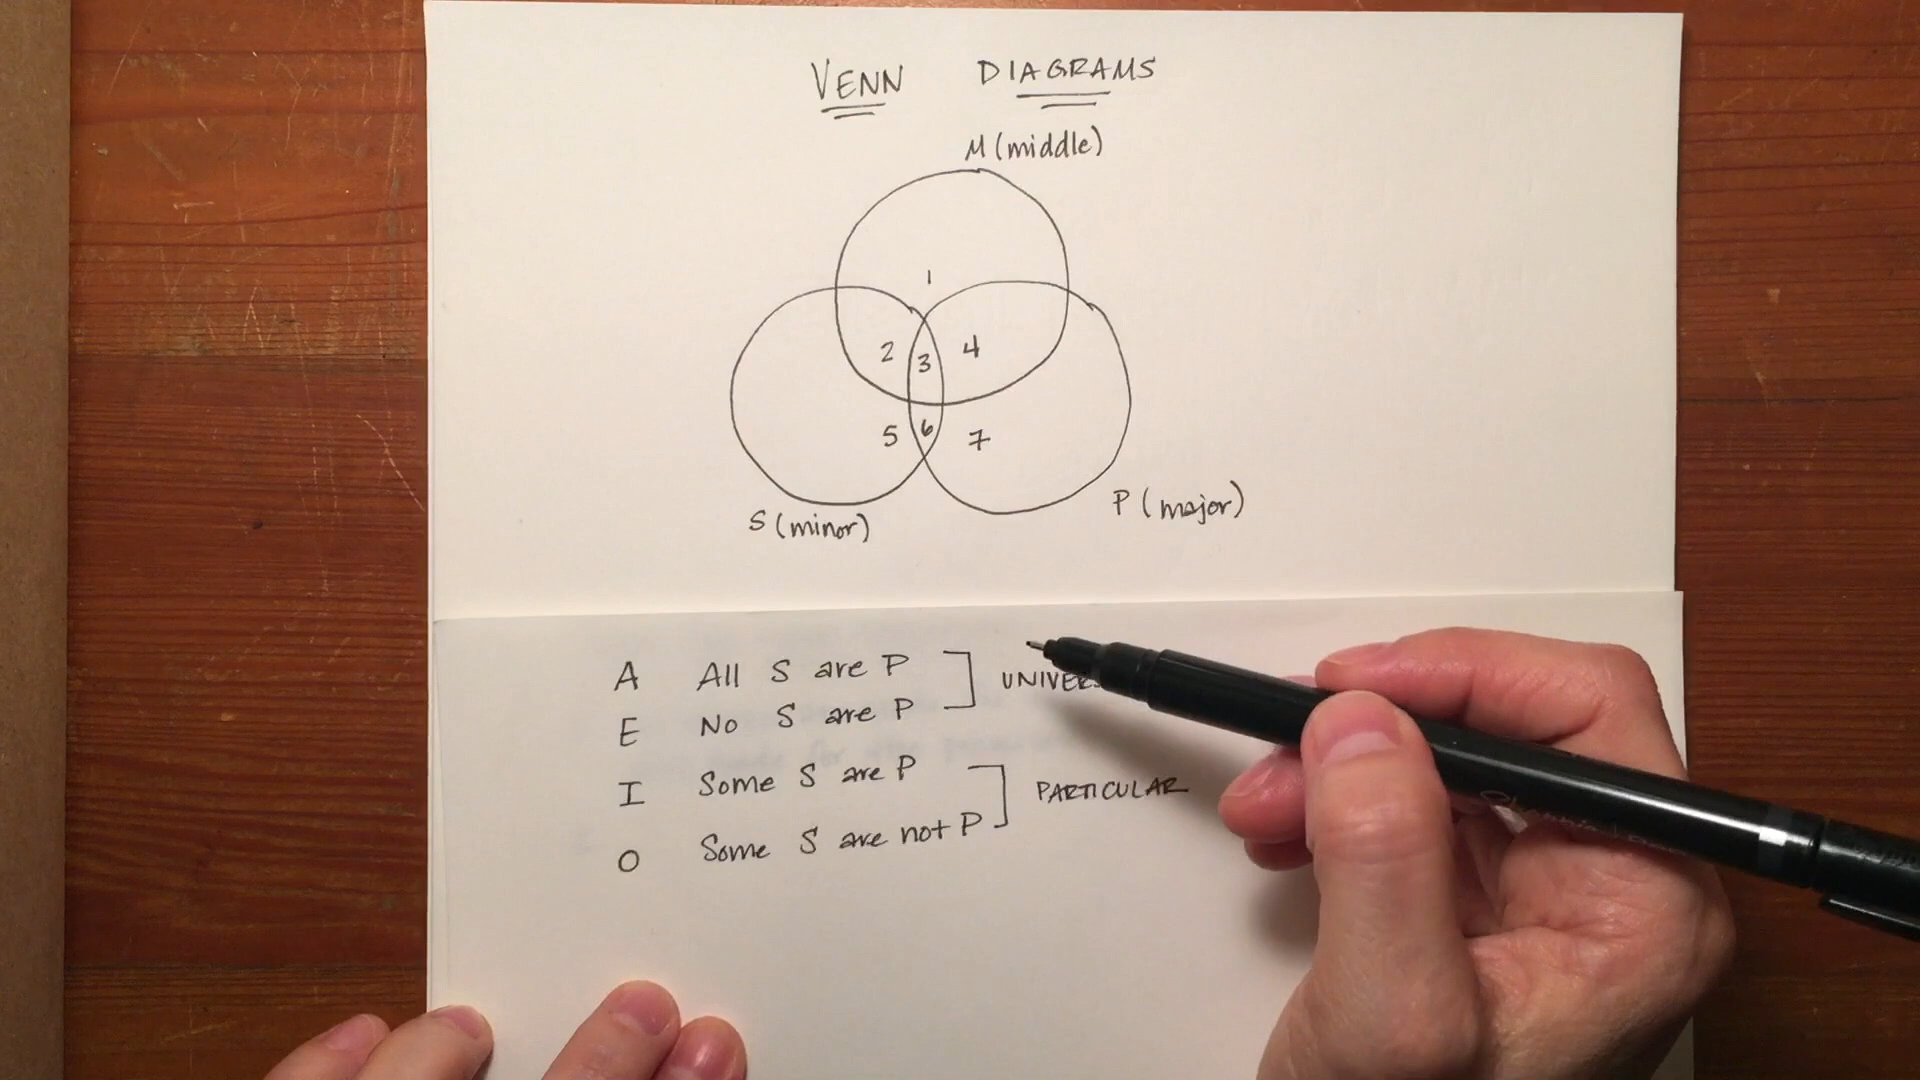 VENN DIAGRAMS
M (middle)
1
2 3 4
5 6 7
S (minor)
P (major)
A All S are P
E No S are P
UNIVERS
I Some S are P
O Some S are not P
PARTICULAR